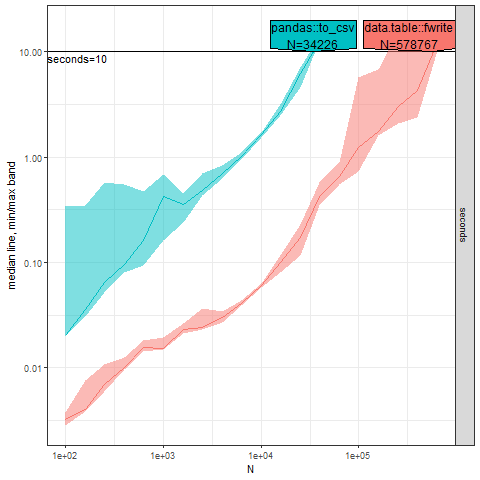 pandas::to_csv
N=34226
data.table::fwrite
N=578767
10.00
seconds=10
1.00
0.10
0.01
median line, min/max band
seconds
1e+02
1e+03
1e+04
1e+05
N